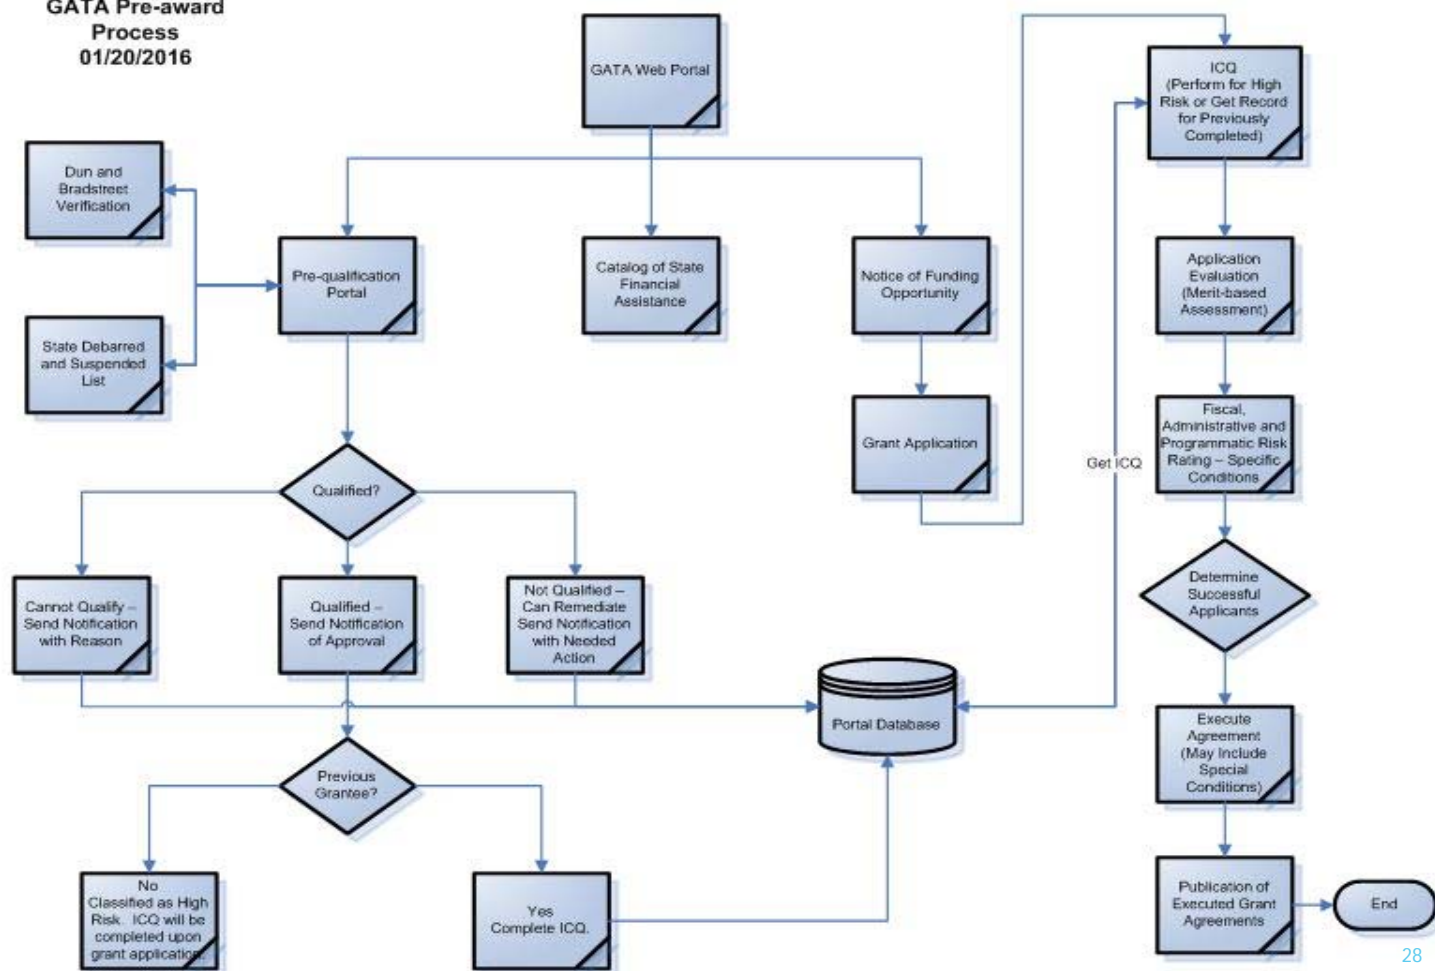 GATA Pre-award
Process
01/20/2016
GATA Web Portal
ICQ
(Perform for High
Risk or Get Record
for Previously
Completed)
Dun and
Bradstreet
Verification
Pre-qualification
Portal
Catalog of State
Financial
Assistance
Notice of Funding
Opportunity
Application
Evaluation
(Merit-based
Assessment)
State Debarred
and Suspended
List
Grant Application
Get ICQ
Fiscal,
Administrative and
Programmatic Risk
Rating – Specific
Conditions
Qualified?
Cannot Qualify –
Send Notification
with Reason
Qualified –
Send Notification
of Approval
Not Qualified –
Can Remediate
Send Notification
with Needed
Action
Determine
Successful
Applicants
Portal Database
Execute
Agreement
(May Include
Special
Conditions)
Previous
Grantee?
No
Classified as High
Risk. ICQ will be
completed upon
grant application.
Yes
Complete ICQ.
Publication of
Executed Grant
Agreements
End
28